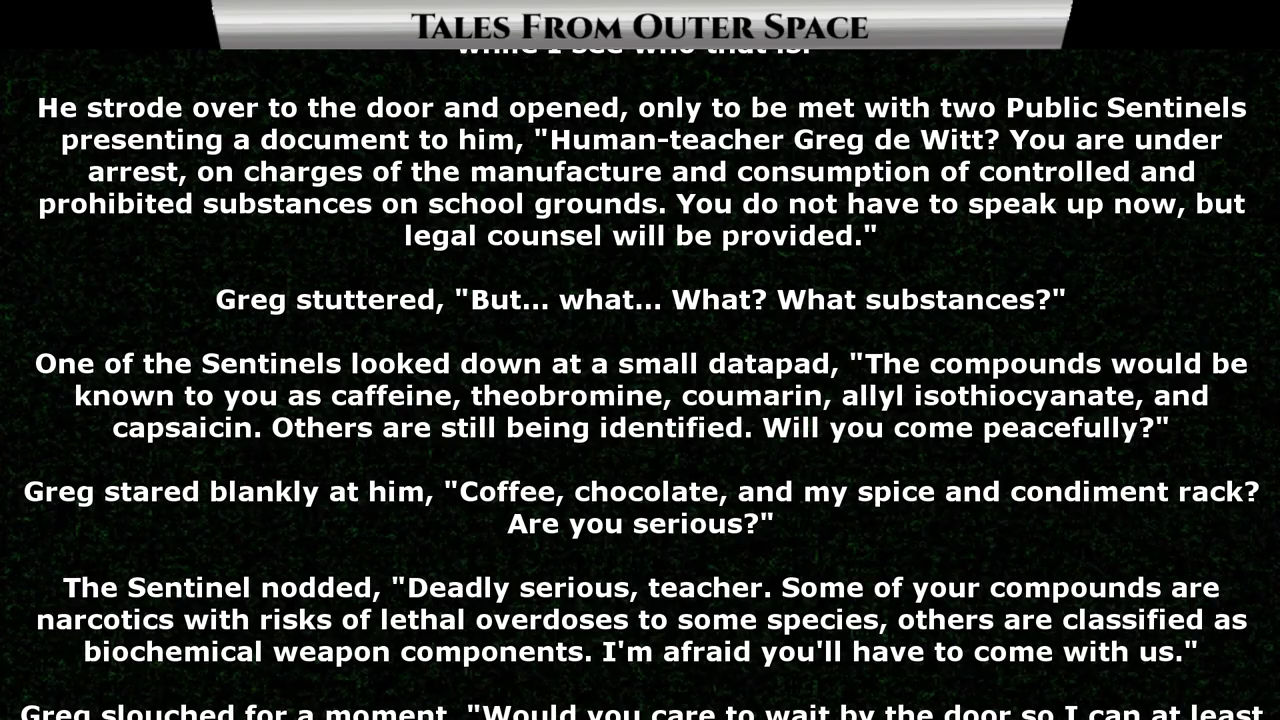 Tales From Outer Space
while I see who that is.
He strode over to the door and opened, only to be met with two Public Sentinels
presenting a document to him, "Human-teacher Greg de Witt? You are under
arrest, on charges of the manufacture and consumption of controlled and
prohibited substances on school grounds. You do not have to speak up now, but
legal counsel will be provided."
Greg stuttered, "But... what... What? What substances?"
One of the Sentinels looked down at a small datapad, "The compounds would be
known to you as caffeine, theobromine, coumarin, allyl isothiocyanate, and
capsaicin. Others are still being identified. Will you come peacefully?"
Greg stared blankly at him, "Coffee, chocolate, and my spice and condiment rack?
Are you serious?"
The Sentinel nodded, "Deadly serious, teacher. Some of your compounds are
narcotics with risks of lethal overdoses to some species, others are classified as
biochemical weapon components. I'm afraid you'll have to come with us."
Greg slouched for a moment, "Would you care to wait by the door so I can at least